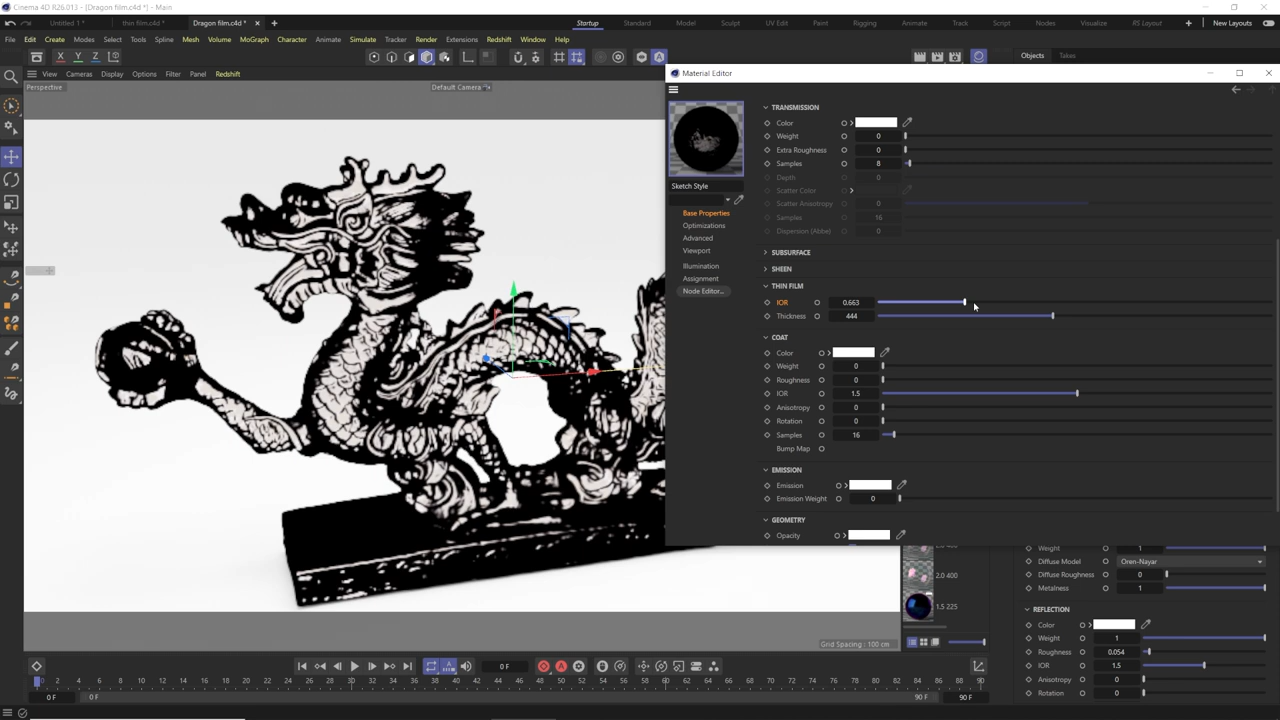 Cinema 4D R26.013 - [Dragon film.c4d *] - Main
Untitled 1 *
thin film.c4d *
Dragon film.c4d *
Startup
Standard
Model
Sculpt
UV Edit
Paint
Rigging
Animate
Track
Script
Nodes
Visualize
RS Layout
New Layouts
File Edit Create Modes Select Tools Spline Mesh Volume MoGraph Character Animate Simulate Tracker Render Extensions Redshift Window Help
X Y Z
Objects Takes
View Cameras Display Options Filter Panel Redshift
Perspective
Default Camera
Material Editor
Sketch Style
Base Properties
Optimizations
Advanced
Viewport
Illumination
Assignment
Node Editor...
TRANSMISSION
Color
Weight 0
Extra Roughness 0
Samples 8
Depth 0
Scatter Color
Scatter Anisotropy 0
Samples 16
Dispersion (Abbe) 0
SUBSURFACE
SHEEN
THIN FILM
IOR 0.663
Thickness 444
COAT
Color
Weight 0
Roughness 0
IOR 1.5
Anisotropy 0
Rotation 0
Samples 16
Bump Map
EMISSION
Emission
Emission Weight 0
GEOMETRY
Opacity
2.0 400
1.5 225
Weight 1
Diffuse Model Oren-Nayar
Diffuse Roughness 0
Metalness 1
REFLECTION
Color
Weight 1
Roughness 0.054
IOR 1.5
Anisotropy 0
Rotation 0
Grid Spacing : 100 cm
0 F
0 2 4 6 8 10 12 14 16 18 20 22 24 26 28 30 32 34 36 38 40 42 44 46 48 50 52 54 56 58 60 62 64 66 68 70 72 74 76 78 80 82 84 86 88 90
0 F 0 F 90 F 90 F